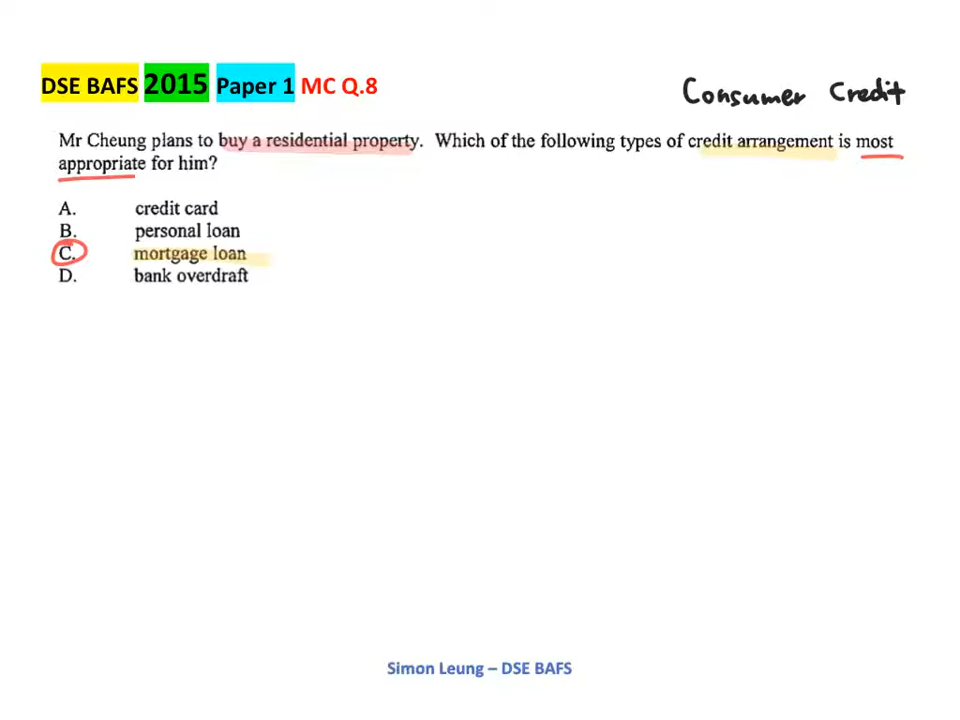 DSE BAFS 2015 Paper 1 MC Q.8
Consumer Credit
Mr Cheung plans to buy a residential property. Which of the following types of credit arrangement is most
appropriate for him?
A. credit card
B. personal loan
C. mortgage loan
D. bank overdraft
Simon Leung – DSE BAFS